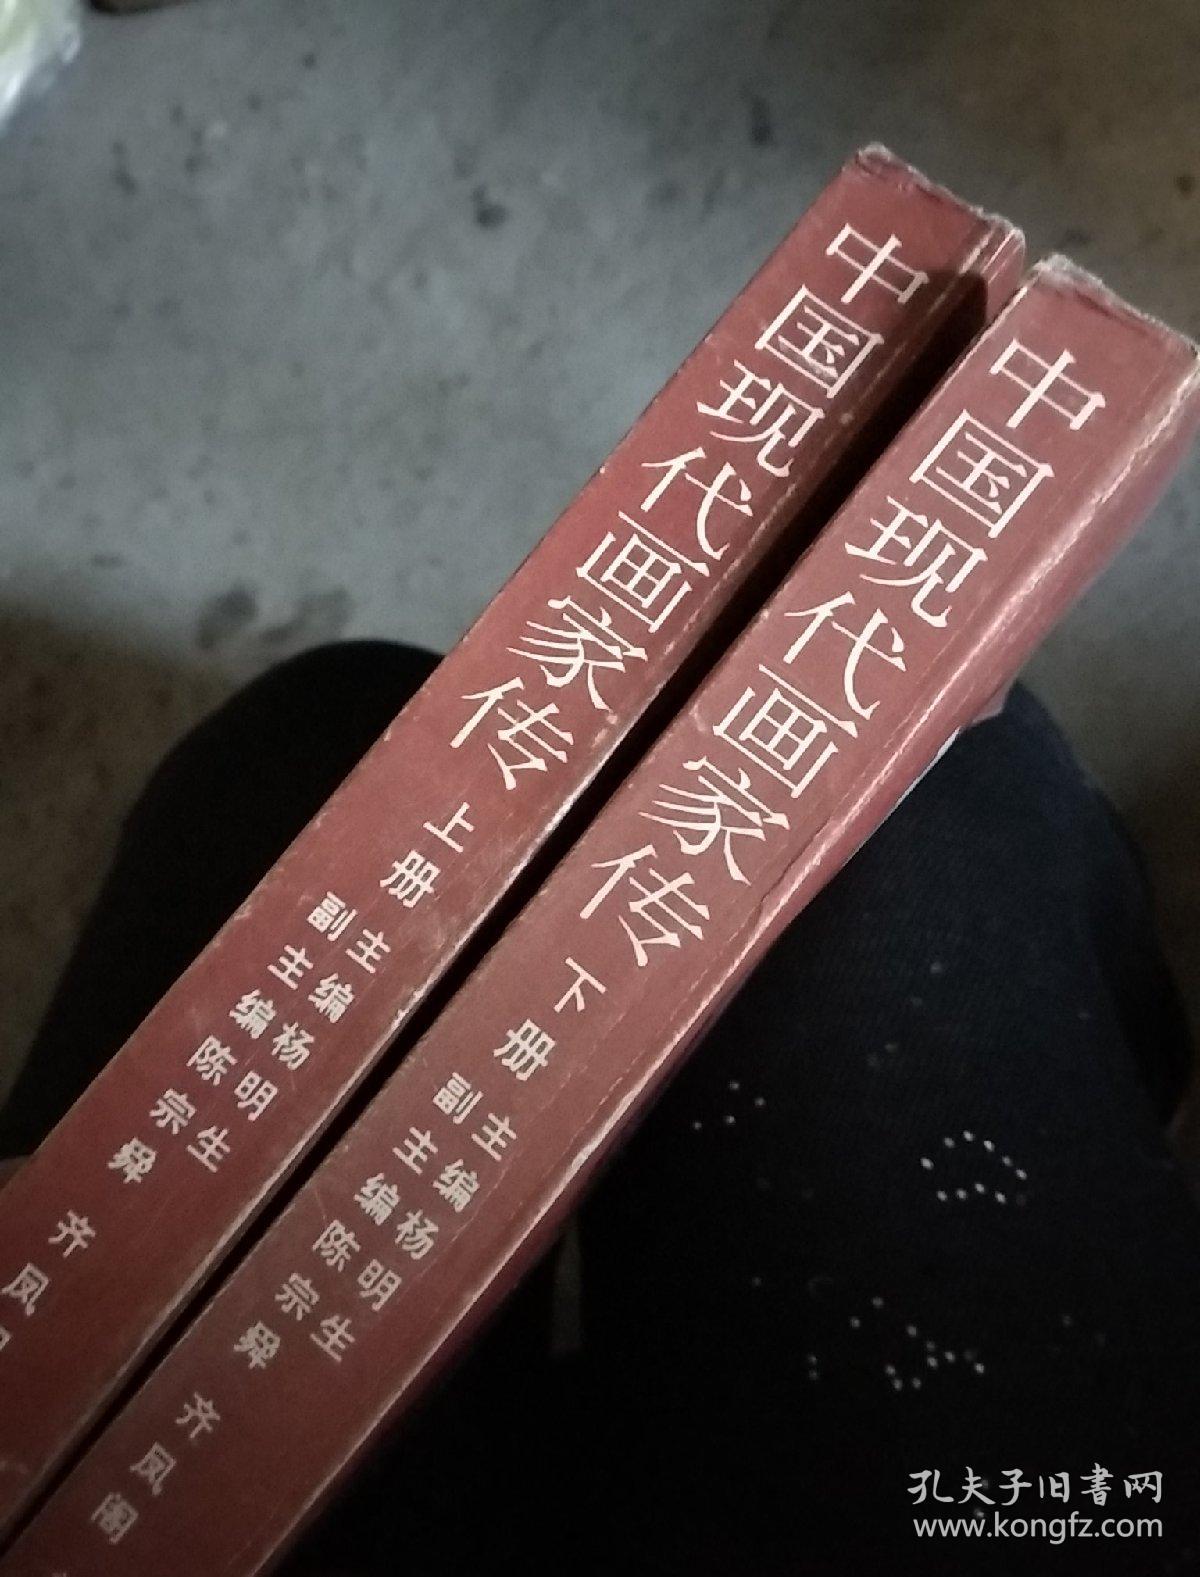 中国现代画家传 上册
主编 杨明生
副主编 陈宗舜 齐凤
中国现代画家传 下册
主编 杨明生
副主编 陈宗舜 齐凤阁
孔夫子旧書网
www.kongfz.com